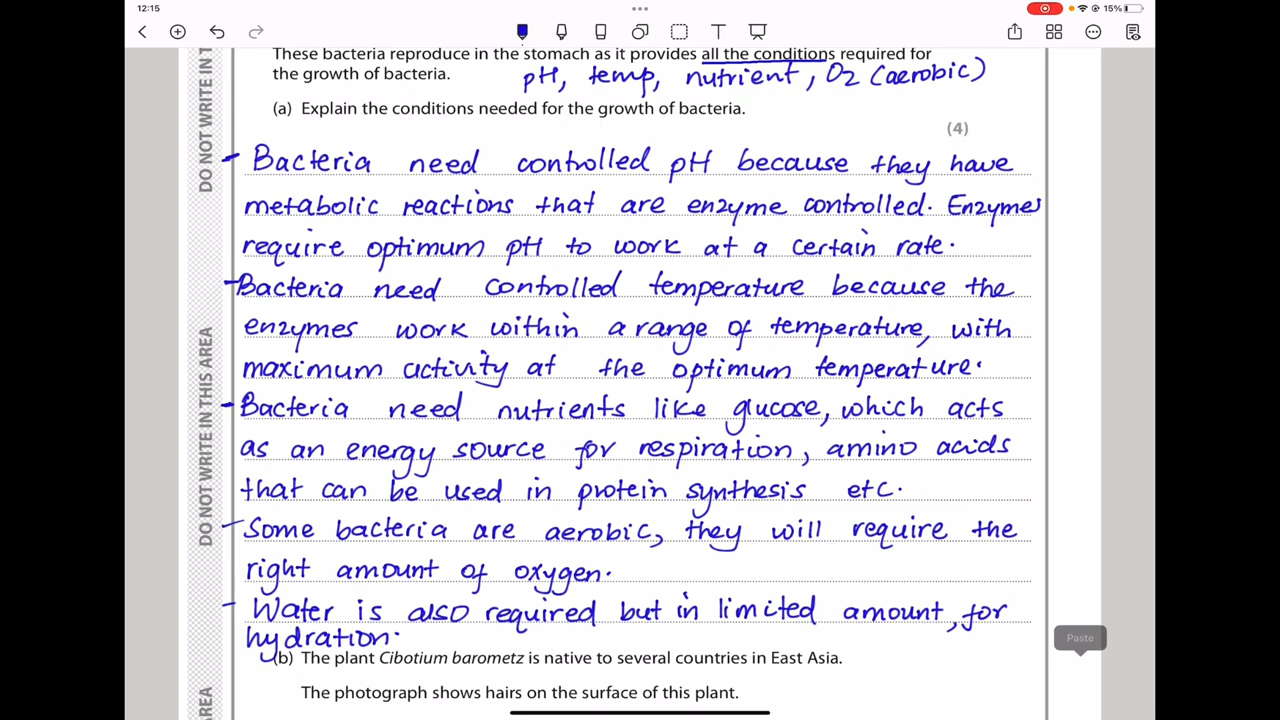 12:15
15%
These bacteria reproduce in the stomach as it provides all the conditions required for
the growth of bacteria.
pH, temp, nutrient, O2 (aerobic)
(a) Explain the conditions needed for the growth of bacteria.
(4)
- Bacteria need controlled pH because they have
metabolic reactions that are enzyme controlled. Enzymes
require optimum pH to work at a certain rate.
- Bacteria need controlled temperature because the
enzymes work within a range of temperature, with
maximum activity at the optimum temperature.
- Bacteria need nutrients like glucose, which acts
as an energy source for respiration, amino acids
that can be used in protein synthesis etc.
- Some bacteria are aerobic, they will require the
right amount of oxygen.
- Water is also required but in limited amount, for
hydration.
Paste
(b) The plant Cibotium barometz is native to several countries in East Asia.
The photograph shows hairs on the surface of this plant.
DO NOT WRITE IN T
DO NOT WRITE IN THIS AREA
AREA